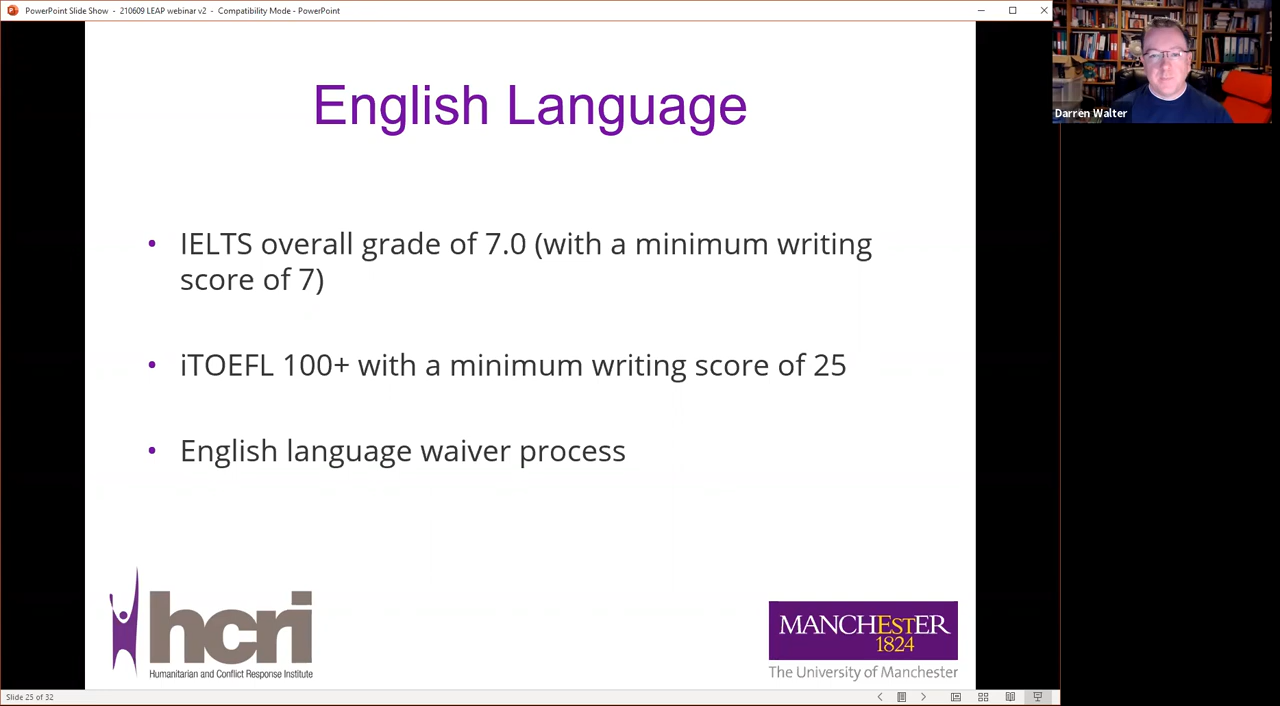 PowerPoint Slide Show - 210609 LEAP webinar v2 - Compatibility Mode - PowerPoint
Darren Walter
English Language
• IELTS overall grade of 7.0 (with a minimum writing
score of 7)
• iTOEFL 100+ with a minimum writing score of 25
• English language waiver process
hcri
Humanitarian and Conflict Response Institute
MANCHESTER
1824
The University of Manchester
Slide 25 of 32